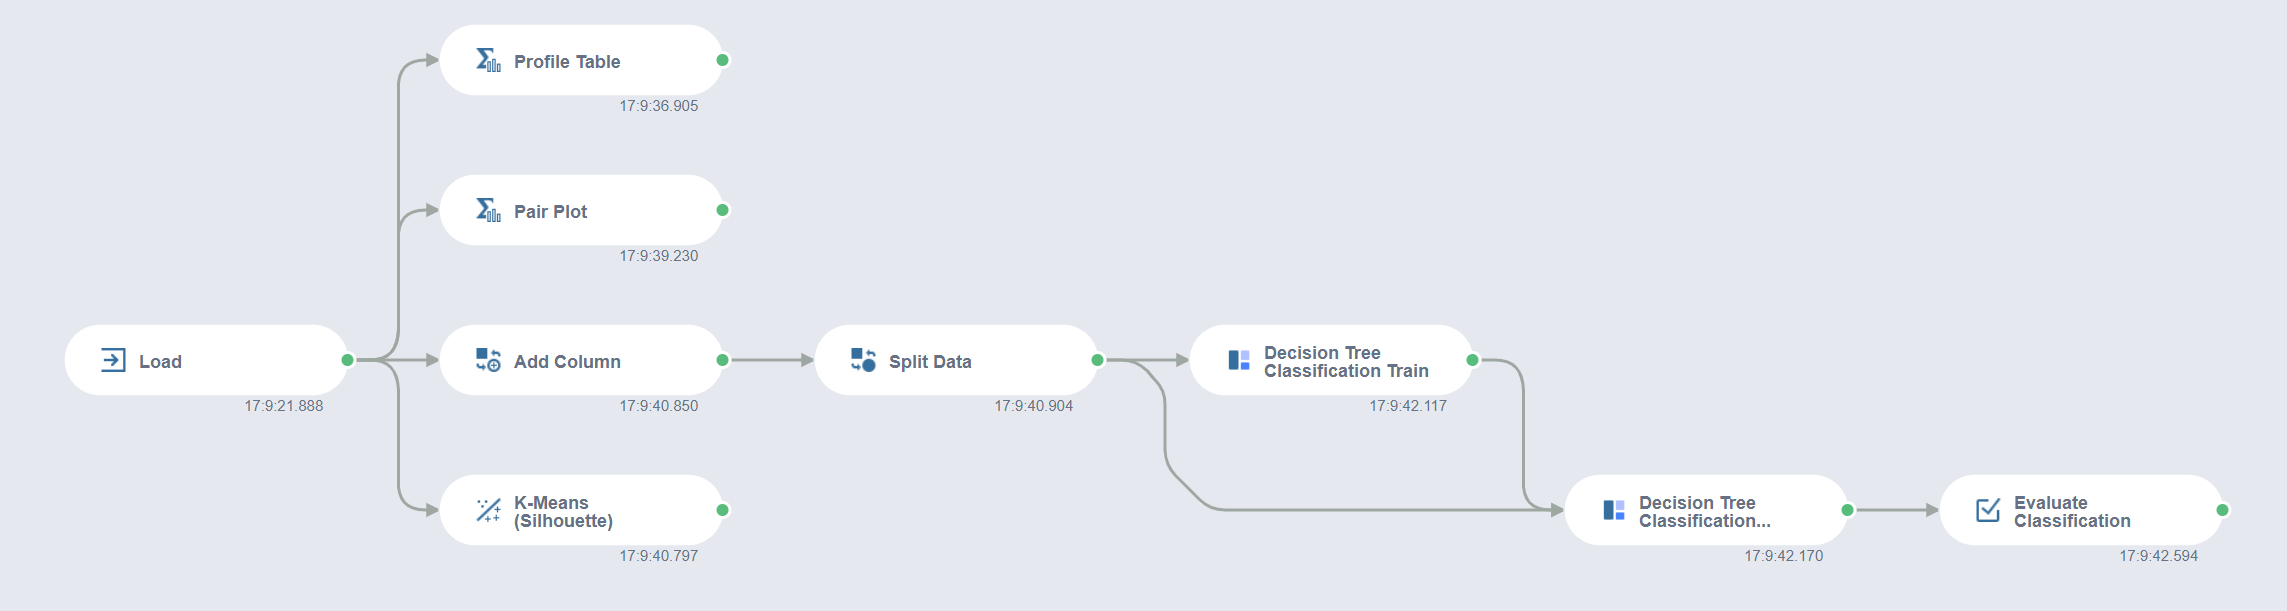 Profile Table
17:9:36.905
Pair Plot
17:9:39.230
Load
17:9:21.888
Add Column
17:9:40.850
Split Data
17:9:40.904
Decision Tree
Classification Train
17:9:42.117
K-Means
(Silhouette)
17:9:40.797
Decision Tree
Classification...
17:9:42.170
Evaluate
Classification
17:9:42.594